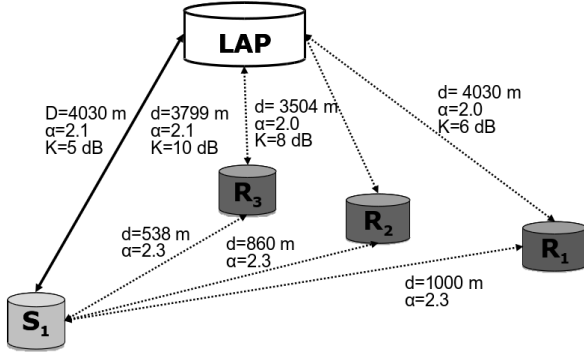 LAP
D=4030 m
α=2.1
K=5 dB
d=3799 m
α=2.1
K=10 dB
d= 3504 m
α=2.0
K=8 dB
d= 4030 m
α=2.0
K=6 dB
R₃
R₂
R₁
d=538 m
α=2.3
d=860 m
α=2.3
d=1000 m
α=2.3
S₁